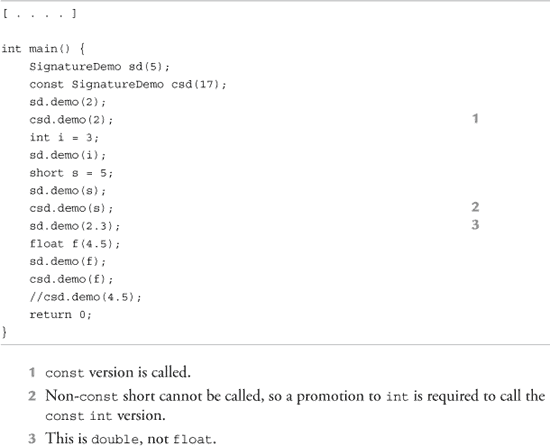 [ . . . . ]
int main() {
    SignatureDemo sd(5);
    const SignatureDemo csd(17);
    sd.demo(2);
    csd.demo(2); 1
    int i = 3;
    sd.demo(i);
    short s = 5;
    sd.demo(s);
    csd.demo(s); 2
    sd.demo(2.3); 3
    float f(4.5);
    sd.demo(f);
    csd.demo(f);
    //csd.demo(4.5);
    return 0;
}
1 const version is called.
2 Non-const short cannot be called, so a promotion to int is required to call the
const int version.
3 This is double, not float.